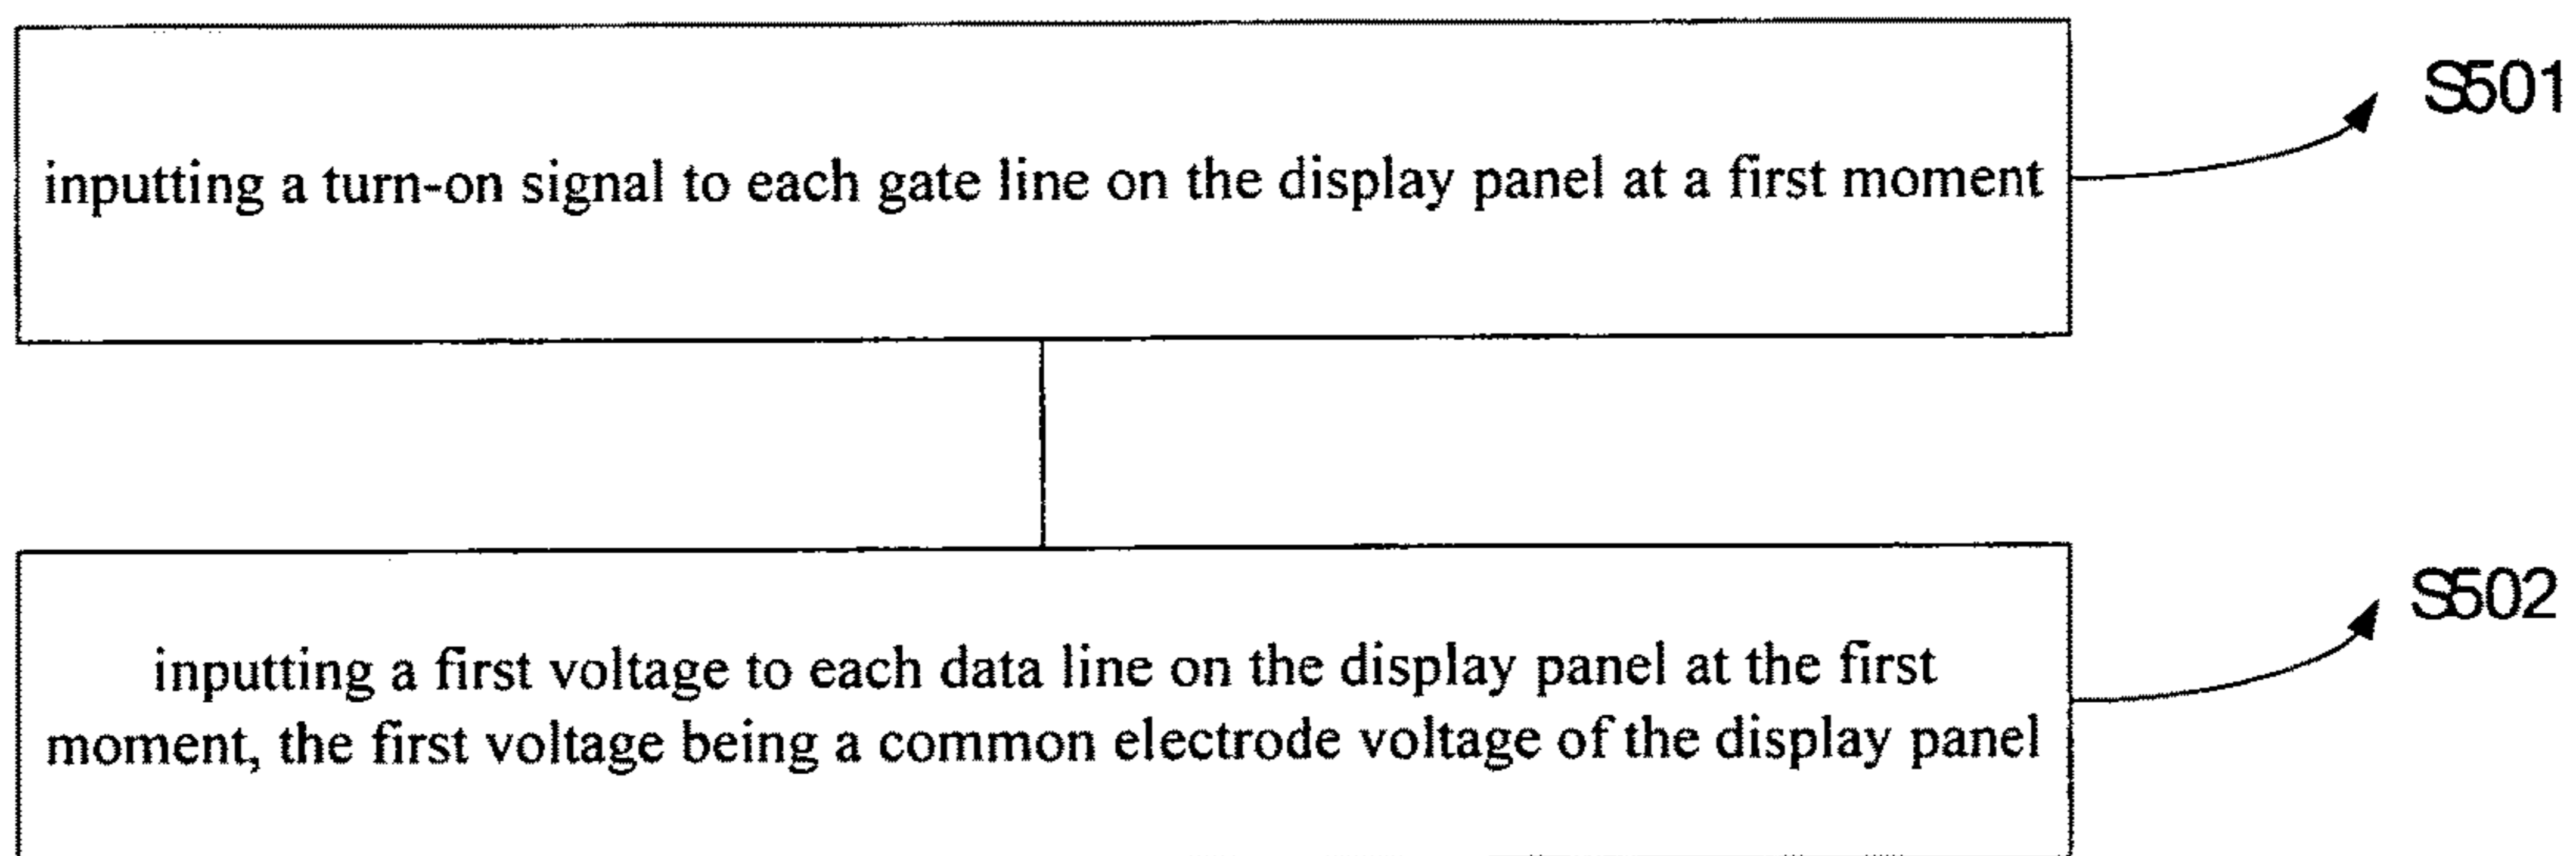 S501
inputting a turn-on signal to each gate line on the display panel at a first moment
S502
inputting a first voltage to each data line on the display panel at the first
moment, the first voltage being a common electrode voltage of the display panel